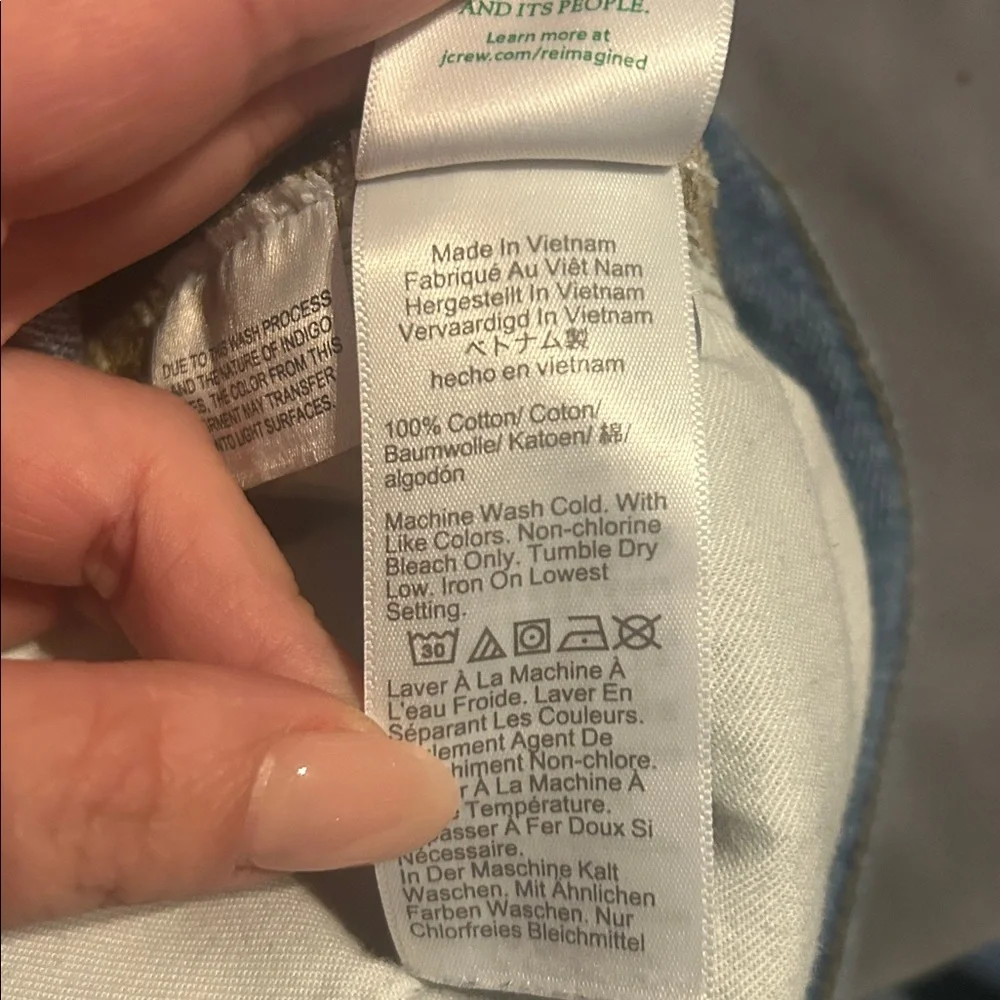 AND ITS PEOPLE.
Learn more at
jcrew.com/reimagined
DUE TO WASH PROCESS
AND THE NATURE OF INDIGO
THE COLOR FROM THIS
MAY TRANSFER
LIGHT SURFACES.
Made In Vietnam
Fabriqué Au Viêt Nam
Hergestellt In Vietnam
Vervaardigd In Vietnam
ベトナム製
hecho en vietnam
100% Cotton/ Coton/
Baumwolle/ Katoen/ 綿/
algodón
Machine Wash Cold. With
Like Colors. Non-chlorine
Bleach Only. Tumble Dry
Low. Iron On Lowest
Setting.
30
Laver À La Machine À
L'eau Froide. Laver En
Séparant Les Couleurs.
Agent De
Non-chlore.
À La Machine À
Température.
À Fer Doux Si
Nécessaire.
In Der Maschine Kalt
Waschen. Mit Ähnlichen
Farben Waschen. Nur
Chlorfreies Bleichmittel